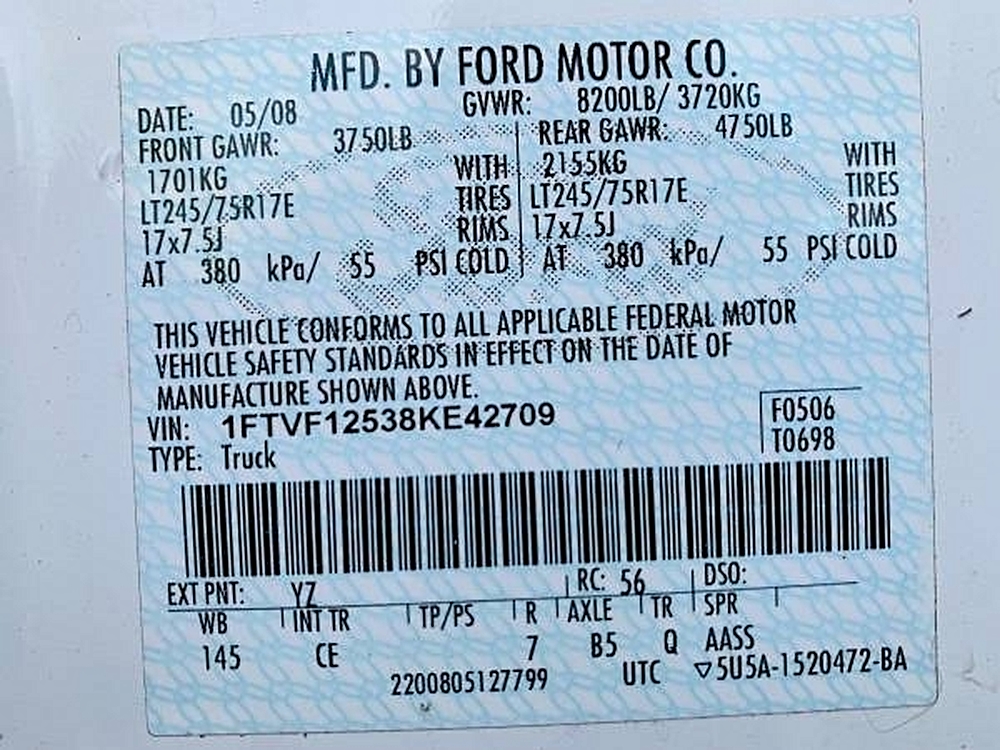 MFD. BY FORD MOTOR CO.
DATE: 05/08 GVWR: 8200LB/ 3720KG
FRONT GAWR: 3750LB REAR GAWR: 4750LB
1701KG WITH 2155KG WITH
LT245/75R17E TIRES LT245/75R17E TIRES
17x7.5J RIMS 17x7.5J RIMS
AT 380 kPa/ 55 PSI COLD AT 380 kPa/ 55 PSI COLD
THIS VEHICLE CONFORMS TO ALL APPLICABLE FEDERAL MOTOR
VEHICLE SAFETY STANDARDS IN EFFECT ON THE DATE OF
MANUFACTURE SHOWN ABOVE.
VIN: 1FTVF12538KE42709 F0506
TYPE: Truck T0698
EXT PNT: YZ RC: 56 DSO:
WB INT TR TP/PS R AXLE TR SPR
145 CE 7 B5 Q AASS
2200805127799 UTC ▽5U5A-1520472-BA